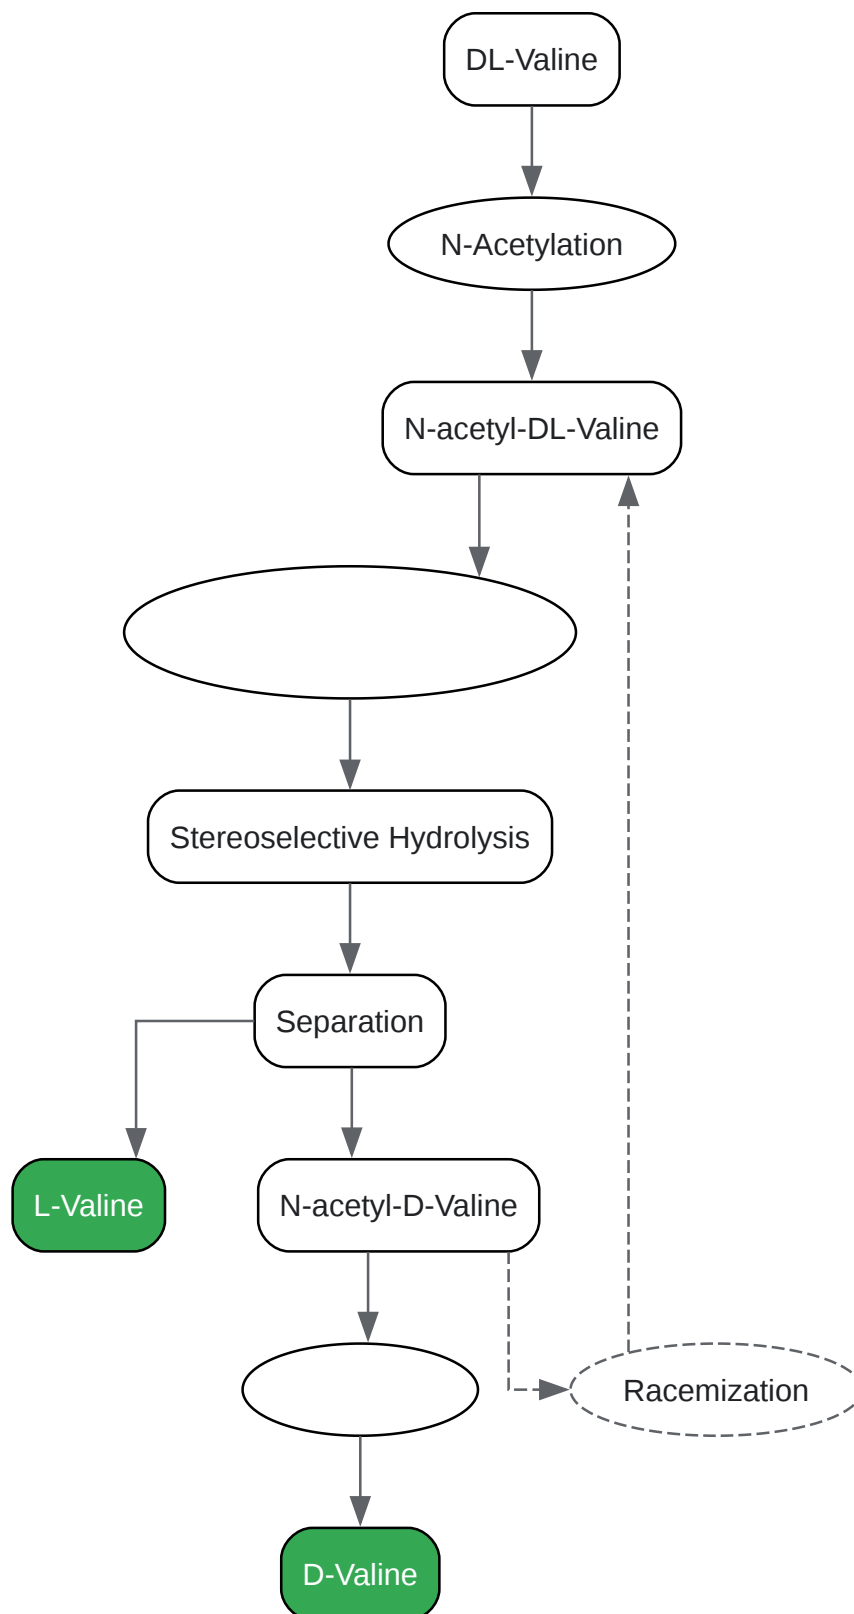 DL-Valine
N-Acetylation
N-acetyl-DL-Valine
Stereoselective Hydrolysis
Separation
L-Valine
N-acetyl-D-Valine
Racemization
D-Valine